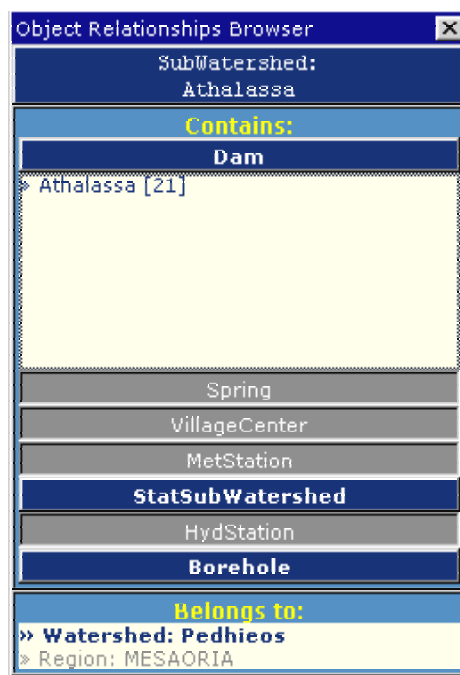 Object Relationships Browser
SubWatershed:
Athalassa
Contains:
Dam
» Athalassa [21]
Spring
VillageCenter
MetStation
StatSubWatershed
HydStation
Borehole
Belongs to:
» Watershed: Pedhieos
» Region: MESAORIA